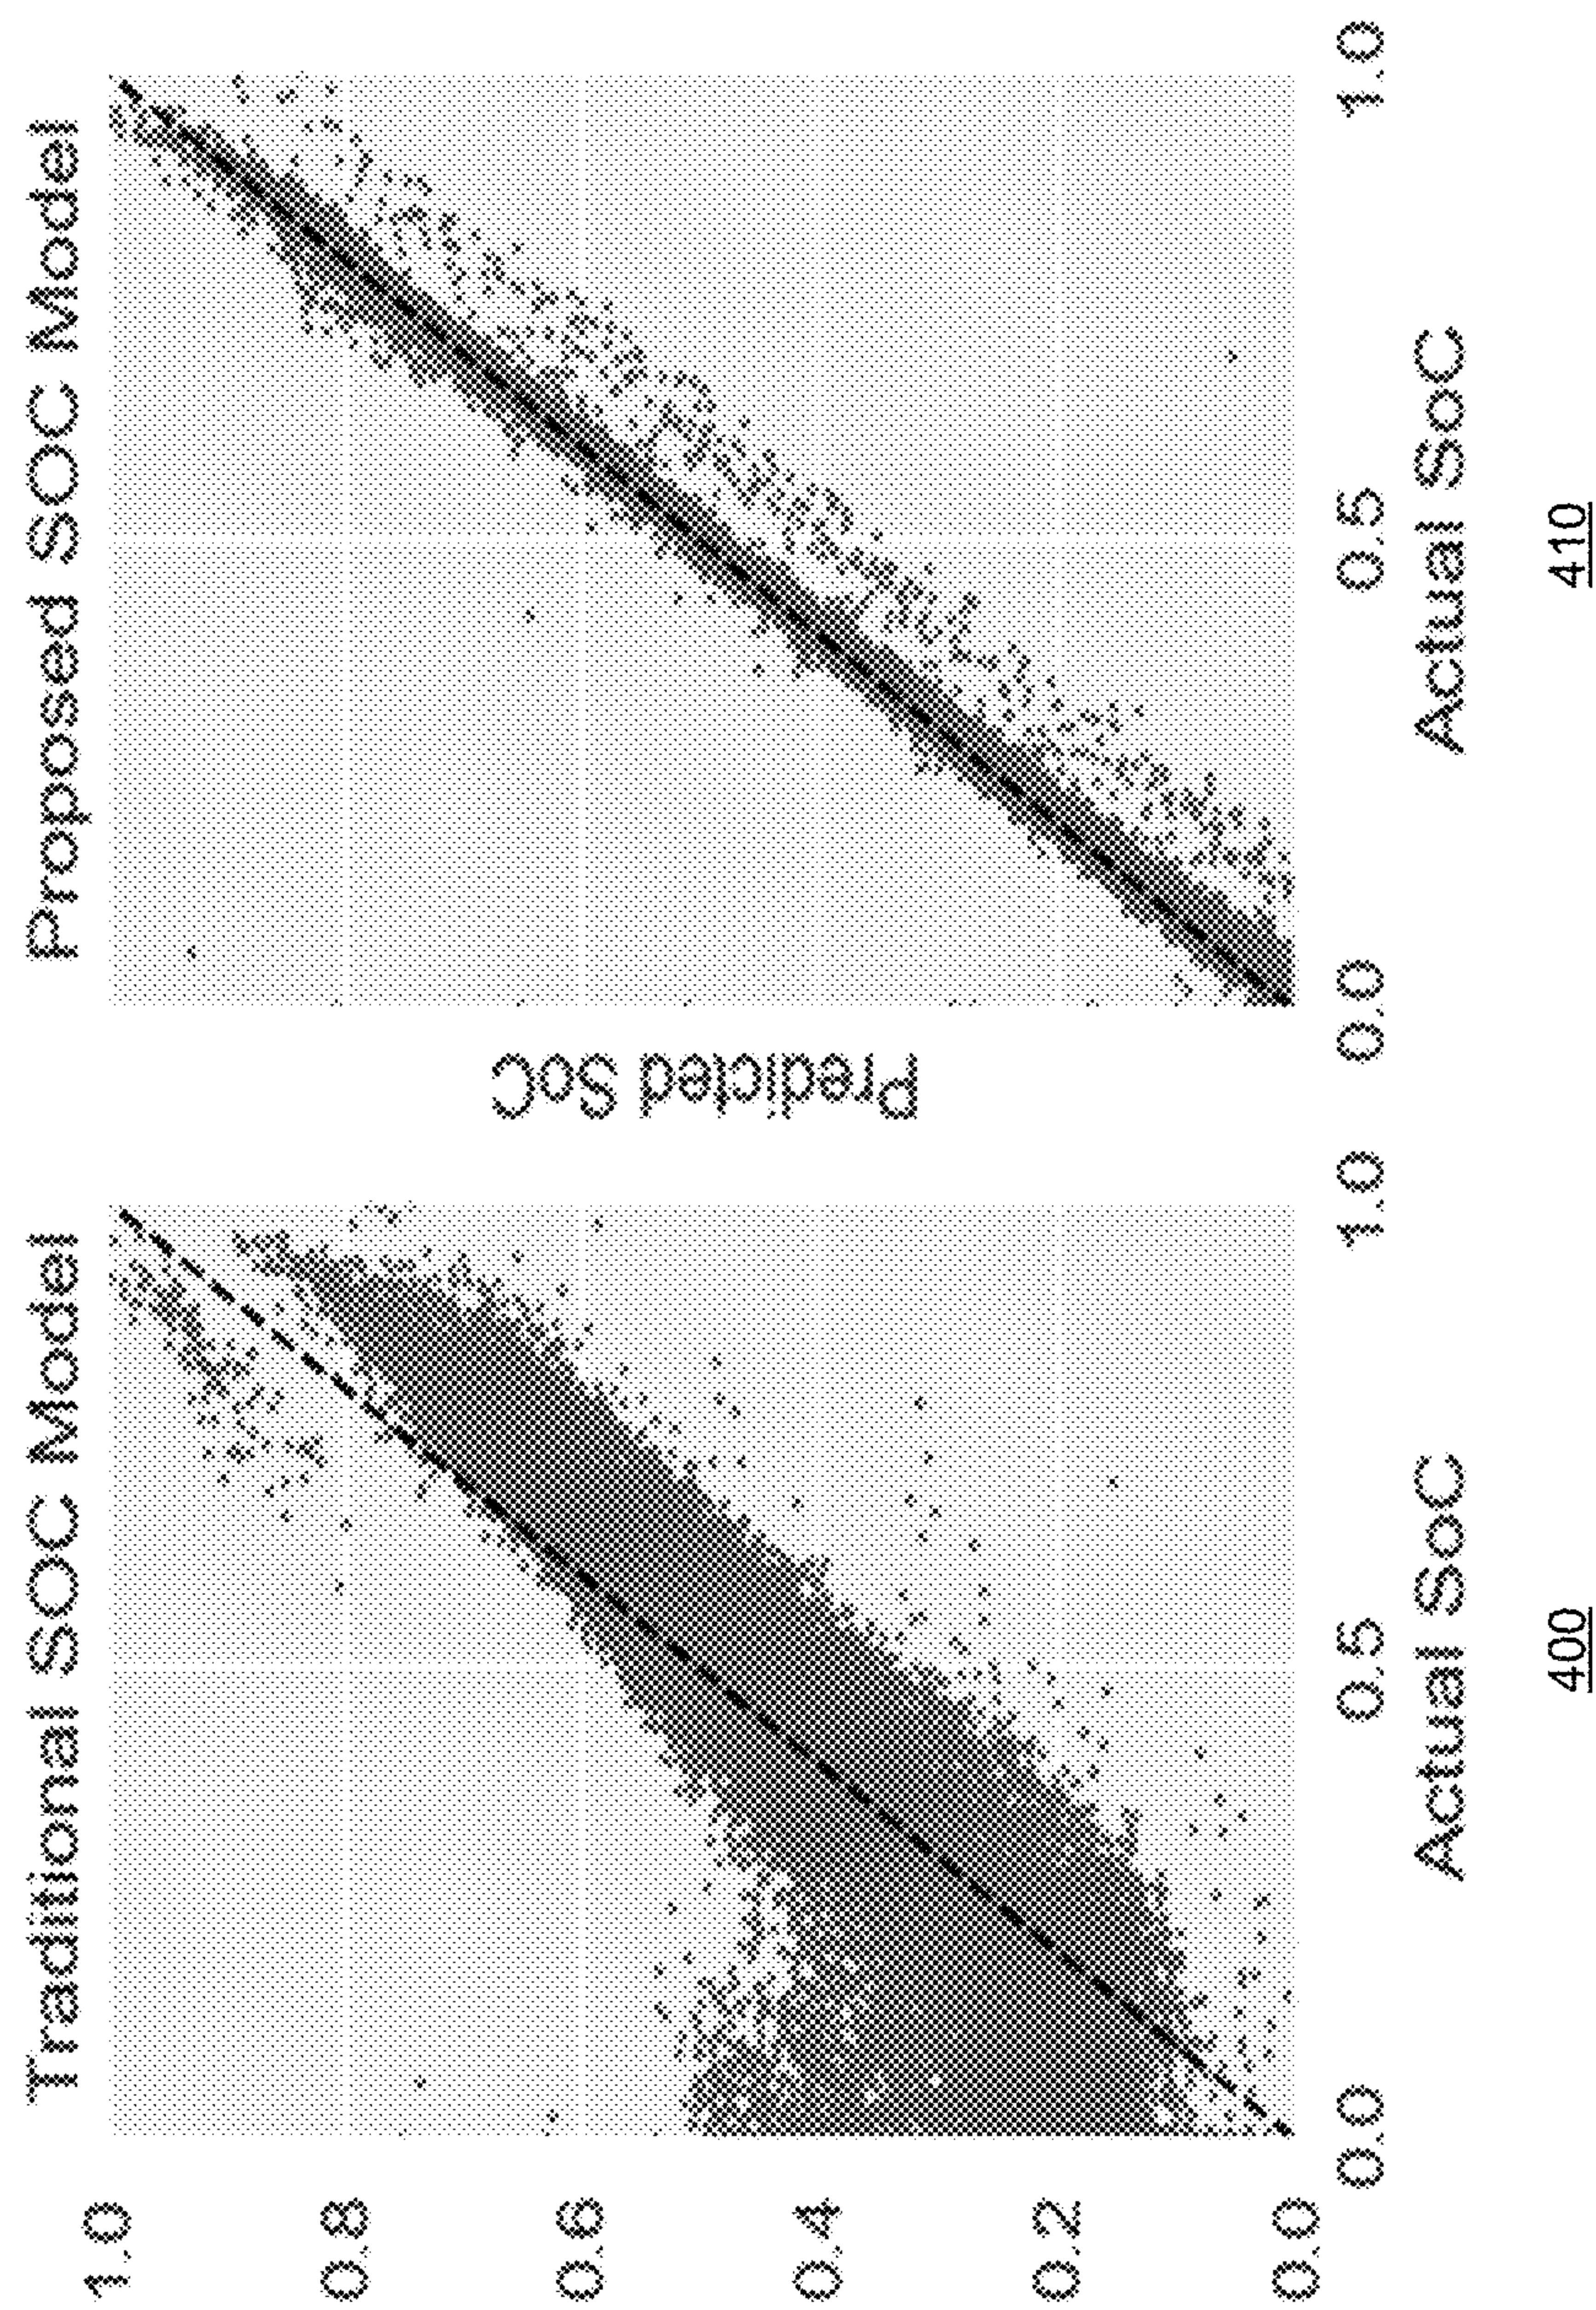 Traditional SOC Model
Proposed SOC Model
1.0
0.8
0.6
0.4
0.2
0.0
Predicted SoC
0.0
0.5
1.0
0.0
0.5
1.0
Actual SoC
Actual SoC
400
410